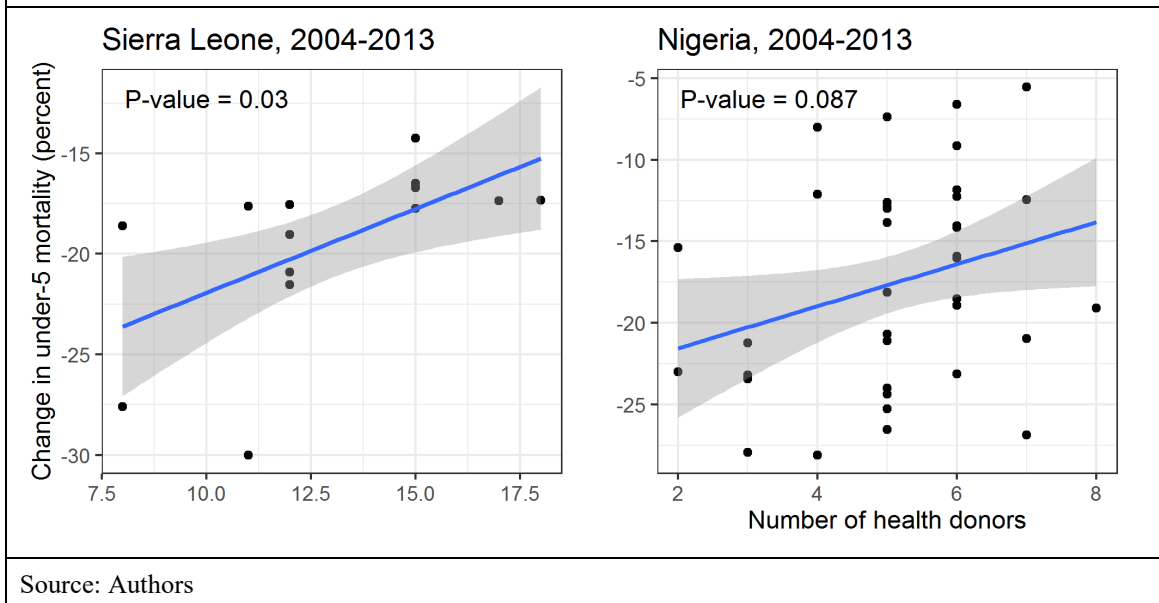 Sierra Leone, 2004-2013
P-value = 0.03
Change in under-5 mortality (percent)
-15
-20
-25
-30
7.5 10.0 12.5 15.0 17.5
Nigeria, 2004-2013
P-value = 0.087
-5
-10
-15
-20
-25
2 4 6 8
Number of health donors
Source: Authors